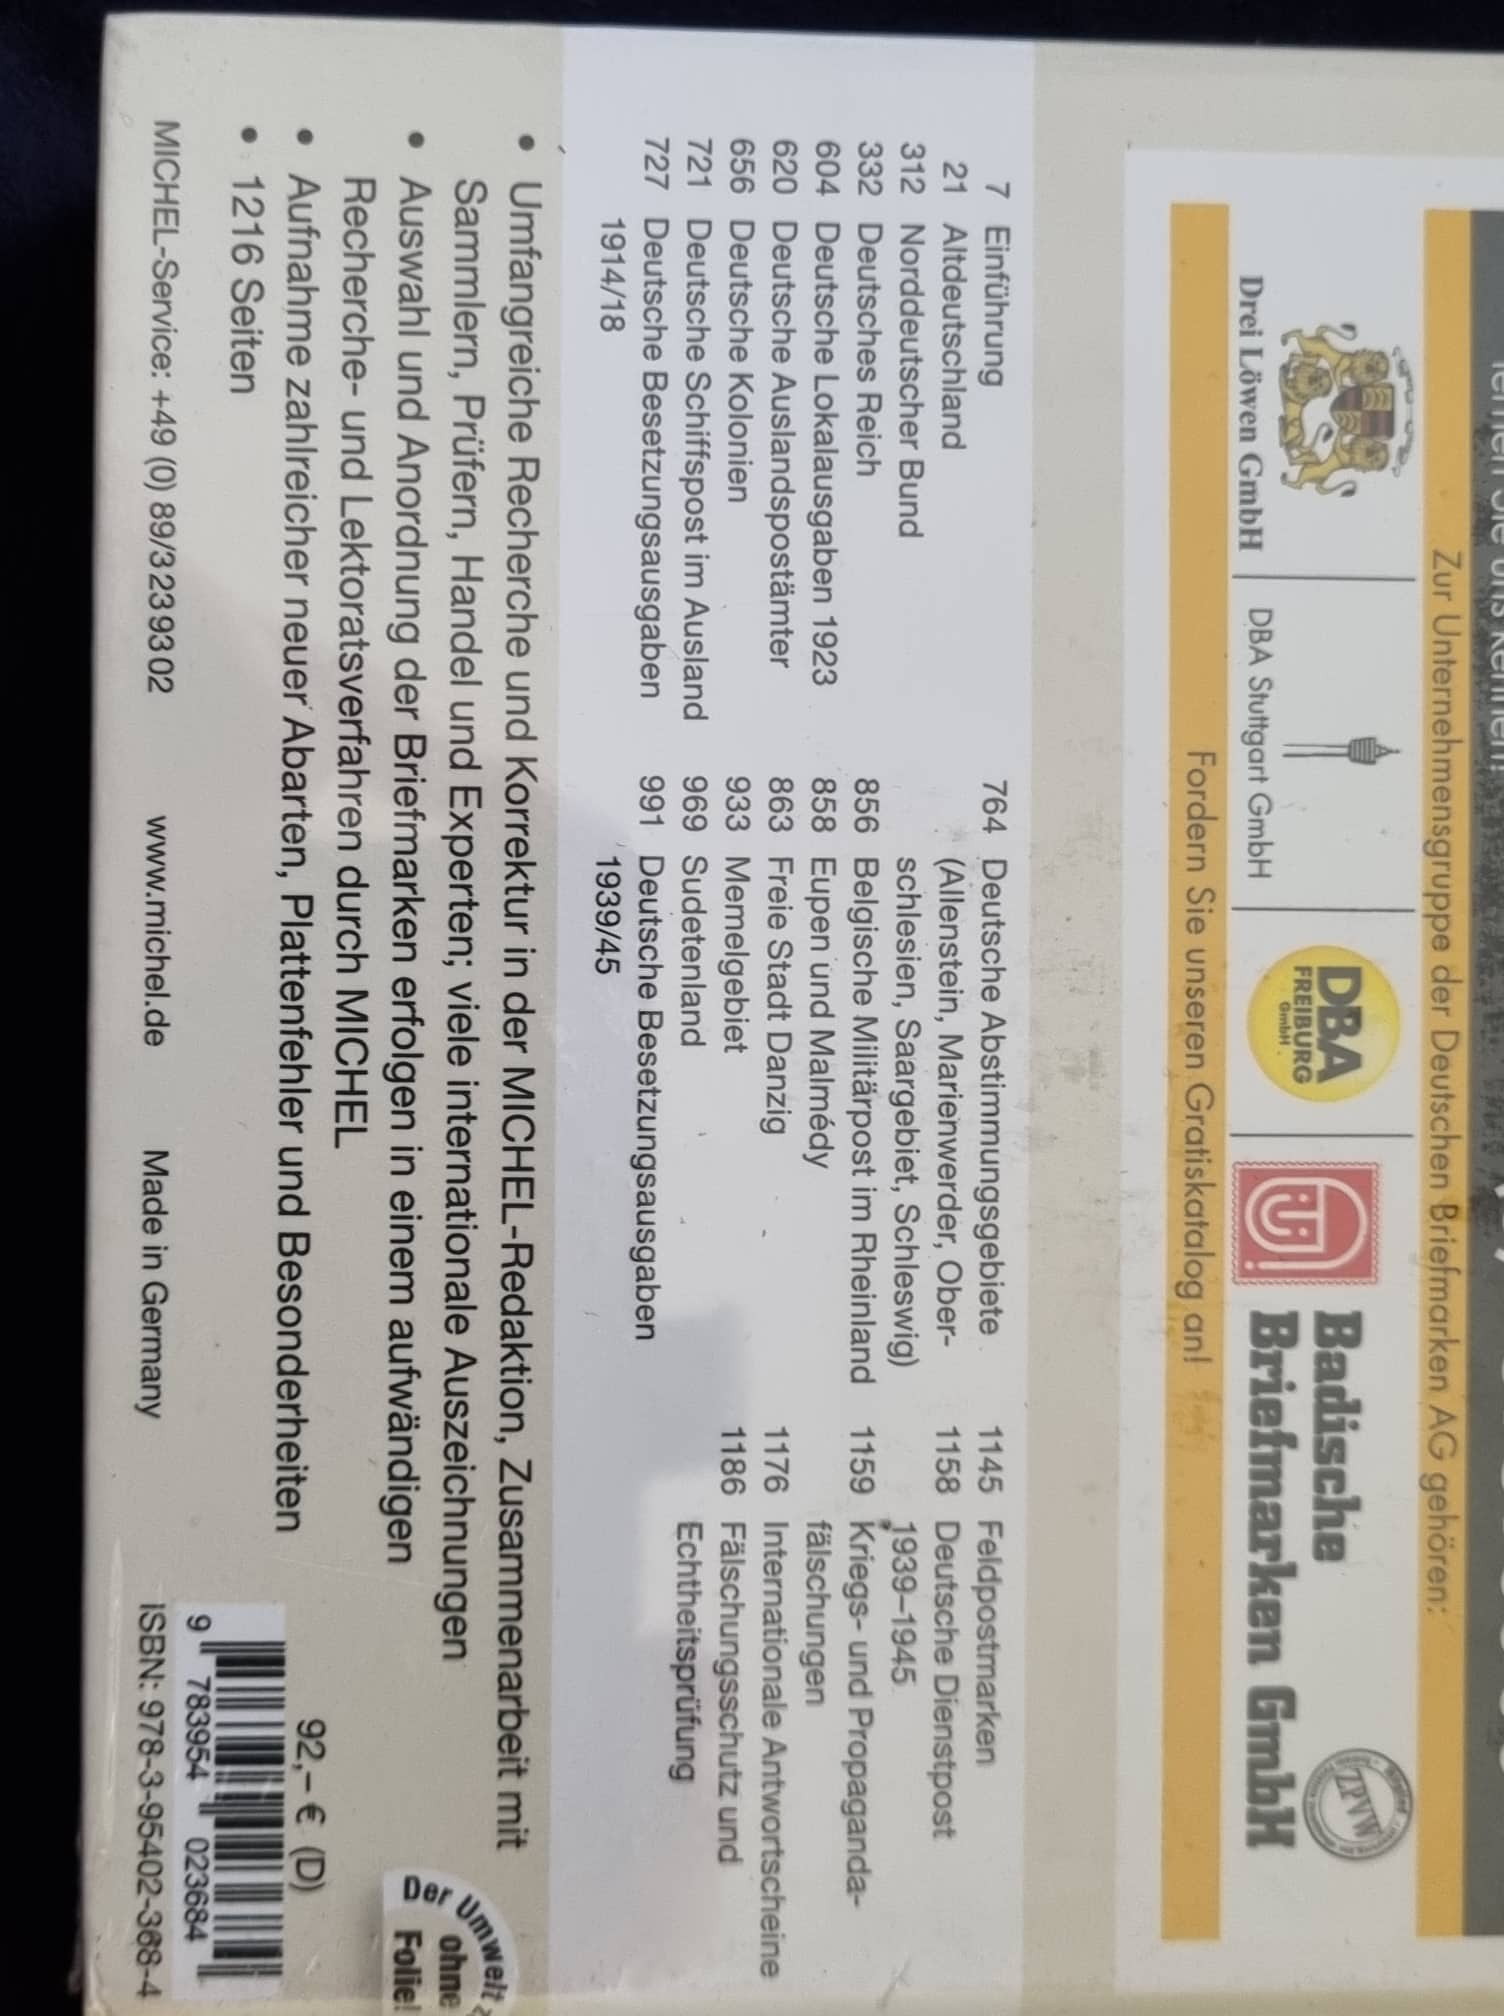 Zur Unternehmensgruppe der Deutschen Briefmarken AG gehören:
Drei Löwen GmbH
DBA Stuttgart GmbH
DBA
FREIBURG
GmbH
Badische
Briefmarken GmbH
ZPVW
Fordern Sie unseren Gratiskatalog an!
7 Einführung
21 Altdeutschland
312 Norddeutscher Bund
332 Deutsches Reich
604 Deutsche Lokalausgaben 1923
620 Deutsche Auslandspostämter
656 Deutsche Kolonien
721 Deutsche Schiffspost im Ausland
727 Deutsche Besetzungsausgaben
1914/18
764 Deutsche Abstimmungsgebiete
(Allenstein, Marienwerder, Ober-
schlesien, Saargebiet, Schleswig)
856 Belgische Militärpost im Rheinland
858 Eupen und Malmédy
863 Freie Stadt Danzig
933 Memelgebiet
969 Sudetenland
991 Deutsche Besetzungsausgaben
1939/45
1145 Feldpostmarken
1158 Deutsche Dienstpost
1939–1945
1159 Kriegs- und Propaganda-
fälschungen
1176 Internationale Antwortscheine
1186 Fälschungsschutz und
Echtheitsprüfung
• Umfangreiche Recherche und Korrektur in der MICHEL-Redaktion, Zusammenarbeit mit
Sammlern, Prüfern, Handel und Experten; viele internationale Auszeichnungen
• Auswahl und Anordnung der Briefmarken erfolgen in einem aufwändigen
Recherche- und Lektoratsverfahren durch MICHEL
• Aufnahme zahlreicher neuer Abarten, Plattenfehler und Besonderheiten
• 1216 Seiten
Der Umwelt
ohne
Folie!
92,– € (D)
9 783954 023684
MICHEL-Service: +49 (0) 89/3239302 www.michel.de Made in Germany ISBN: 978-3-95402-368-4